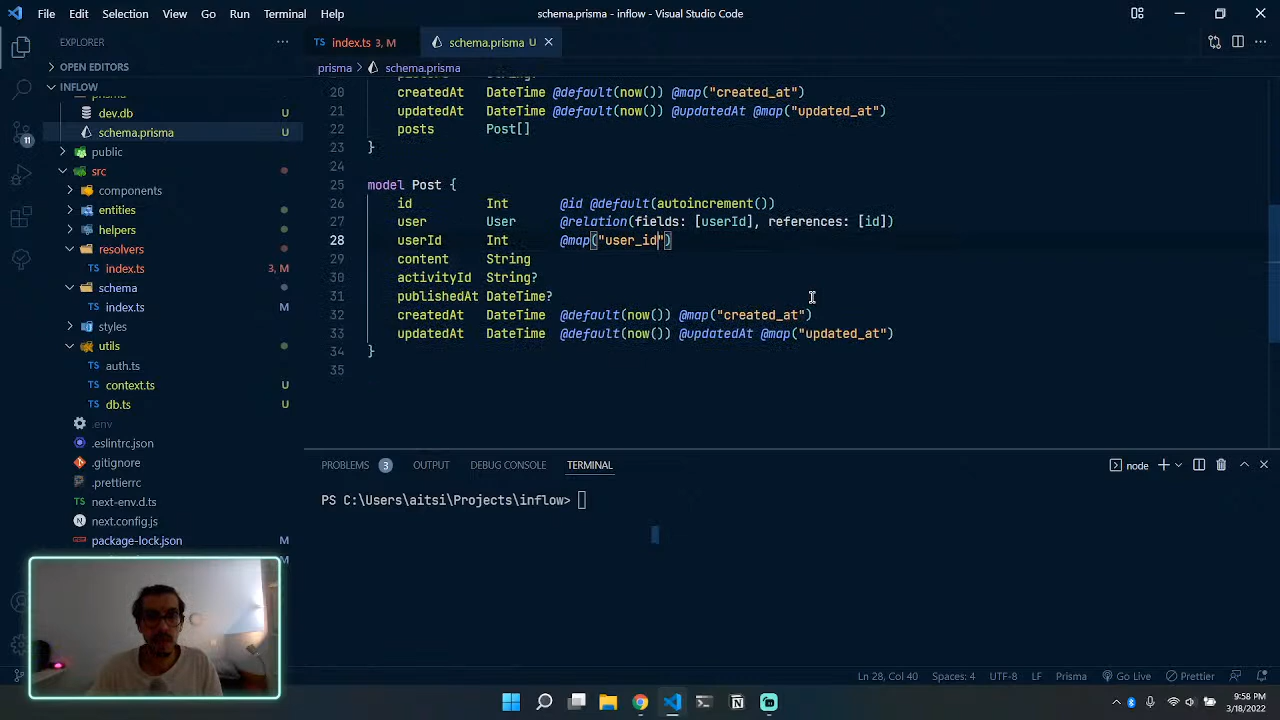 File Edit Selection View Go Run Terminal Help
schema.prisma - inflow - Visual Studio Code
EXPLORER
index.ts 3, M
schema.prisma U
OPEN EDITORS
INFLOW
prisma > schema.prisma
prisma
dev.db U
schema.prisma U
public
src
components
entities
helpers
resolvers
index.ts 3, M
schema
index.ts M
styles
utils
auth.ts
context.ts U
db.ts U
.env
.eslintrc.json
.gitignore
.prettierrc
next-env.d.ts
next.config.js
package-lock.json M
M
11
20 createdAt DateTime @default(now()) @map("created_at")
21 updatedAt DateTime @default(now()) @updatedAt @map("updated_at")
22 posts Post[]
23 }
24
25 model Post {
26 id Int @id @default(autoincrement())
27 user User @relation(fields: [userId], references: [id])
28 userId Int @map("user_id")
29 content String
30 activityId String?
31 publishedAt DateTime?
32 createdAt DateTime @default(now()) @map("created_at")
33 updatedAt DateTime @default(now()) @updatedAt @map("updated_at")
34 }
35
PROBLEMS 3 OUTPUT DEBUG CONSOLE TERMINAL
node
PS C:\Users\aitsi\Projects\inflow>
Ln 28, Col 40 Spaces: 4 UTF-8 LF Prisma Go Live Prettier
9:58 PM
3/18/2022